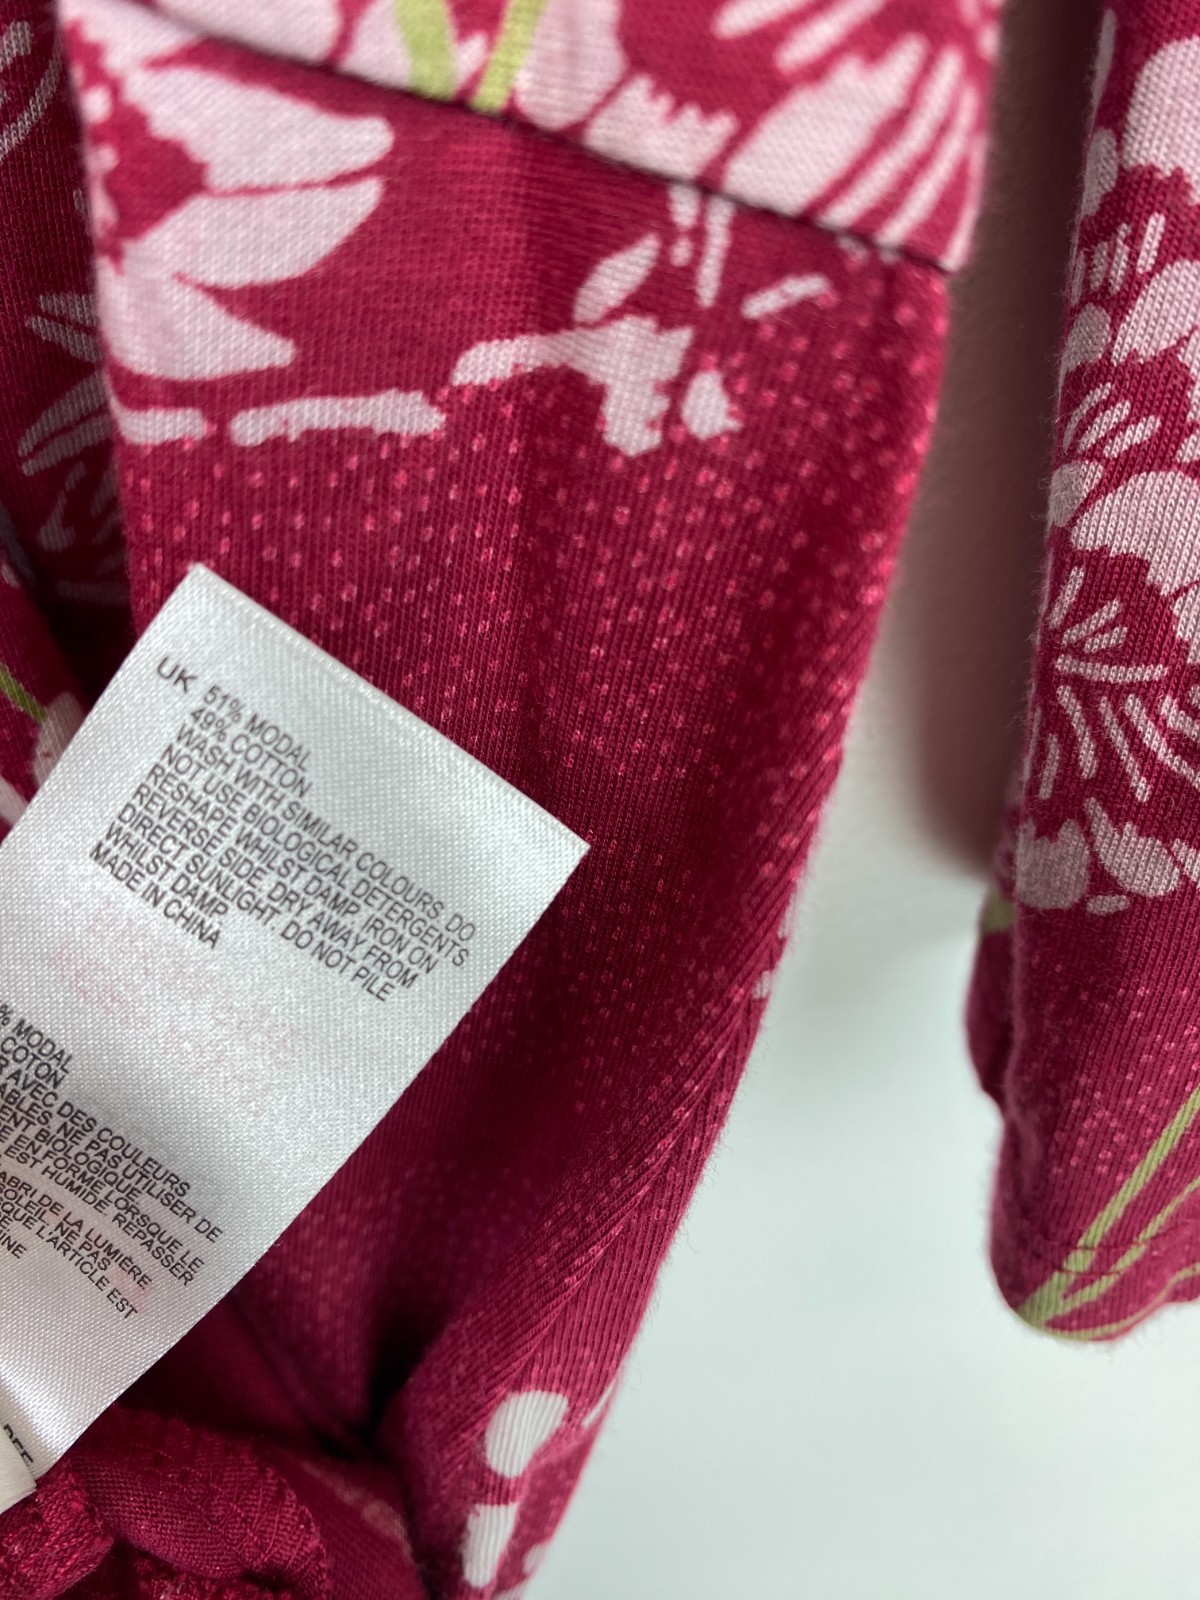 UK 51% MODAL
49% COTTON
WASH WITH SIMILAR COLOURS. DO
NOT USE BIOLOGICAL DETERGENTS
RESHAPE WHILST DAMP. IRON ON
REVERSE SIDE. DRY AWAY FROM
DIRECT SUNLIGHT. DO NOT PILE
WHILST DAMP
MADE IN CHINA
% MODAL
COTON
AVEC DES COULEURS
NE PAS UTILISER DE
BIOLOGIQUE
EN FORME LORSQUE LE
EST HUMIDE. REPASSER
DE LA LUMIÈRE
NE PAS
L'ARTICLE EST